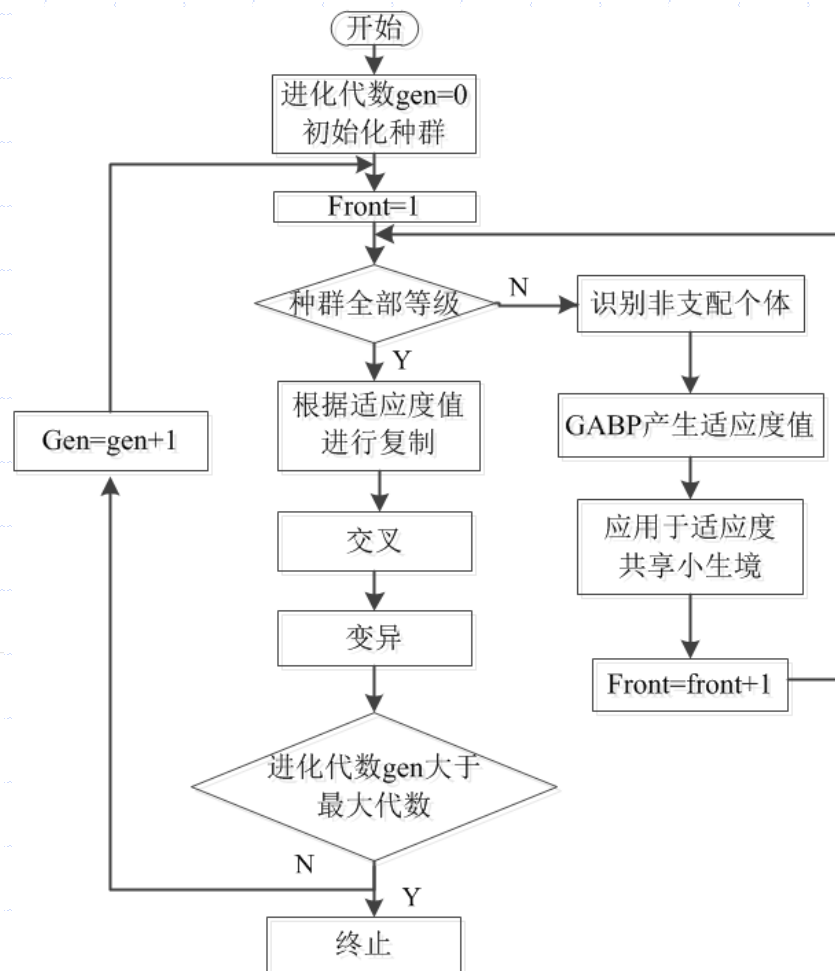 开始
进化代数gen=0
初始化种群
Front=1
种群全部等级
N
识别非支配个体
Y
根据适应度值
进行复制
GABP产生适应度值
Gen=gen+1
交叉
应用于适应度
共享小生境
变异
Front=front+1
进化代数gen大于
最大代数
N
Y
终止